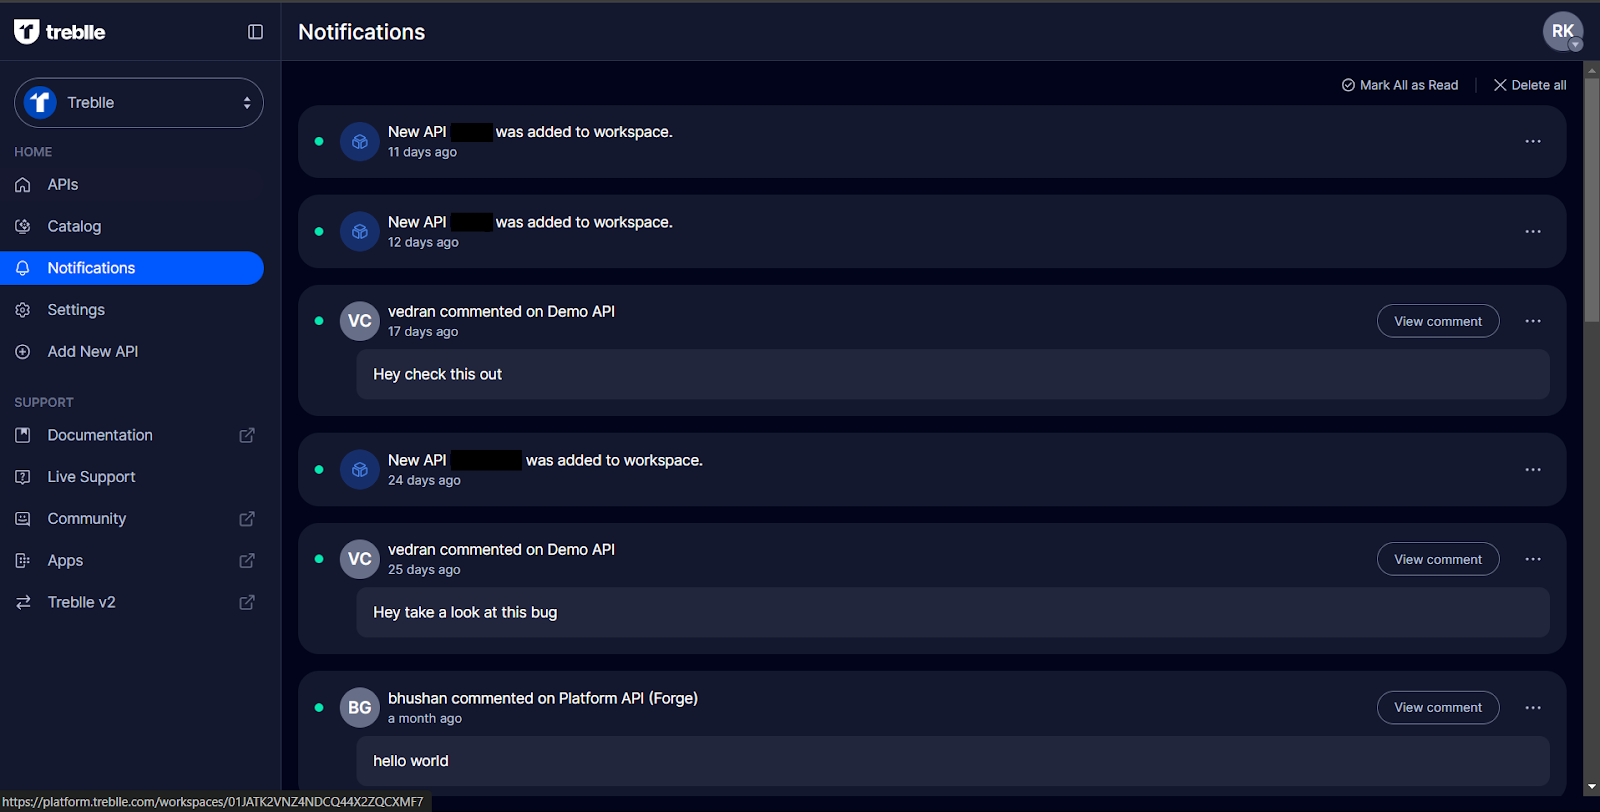 treblle
Notifications
RK
Treblle
Mark All as Read
Delete all
HOME
APIs
Catalog
Notifications
Settings
Add New API
SUPPORT
Documentation
Live Support
Community
Apps
Treblle v2
New API was added to workspace.
11 days ago
New API was added to workspace.
12 days ago
VC
vedran commented on Demo API
17 days ago
View comment
Hey check this out
New API was added to workspace.
24 days ago
VC
vedran commented on Demo API
25 days ago
View comment
Hey take a look at this bug
BG
bhushan commented on Platform API (Forge)
a month ago
View comment
hello world
https://platform.treblle.com/workspaces/01JATK2VNZ4NDCQ44X2ZQCXMF7